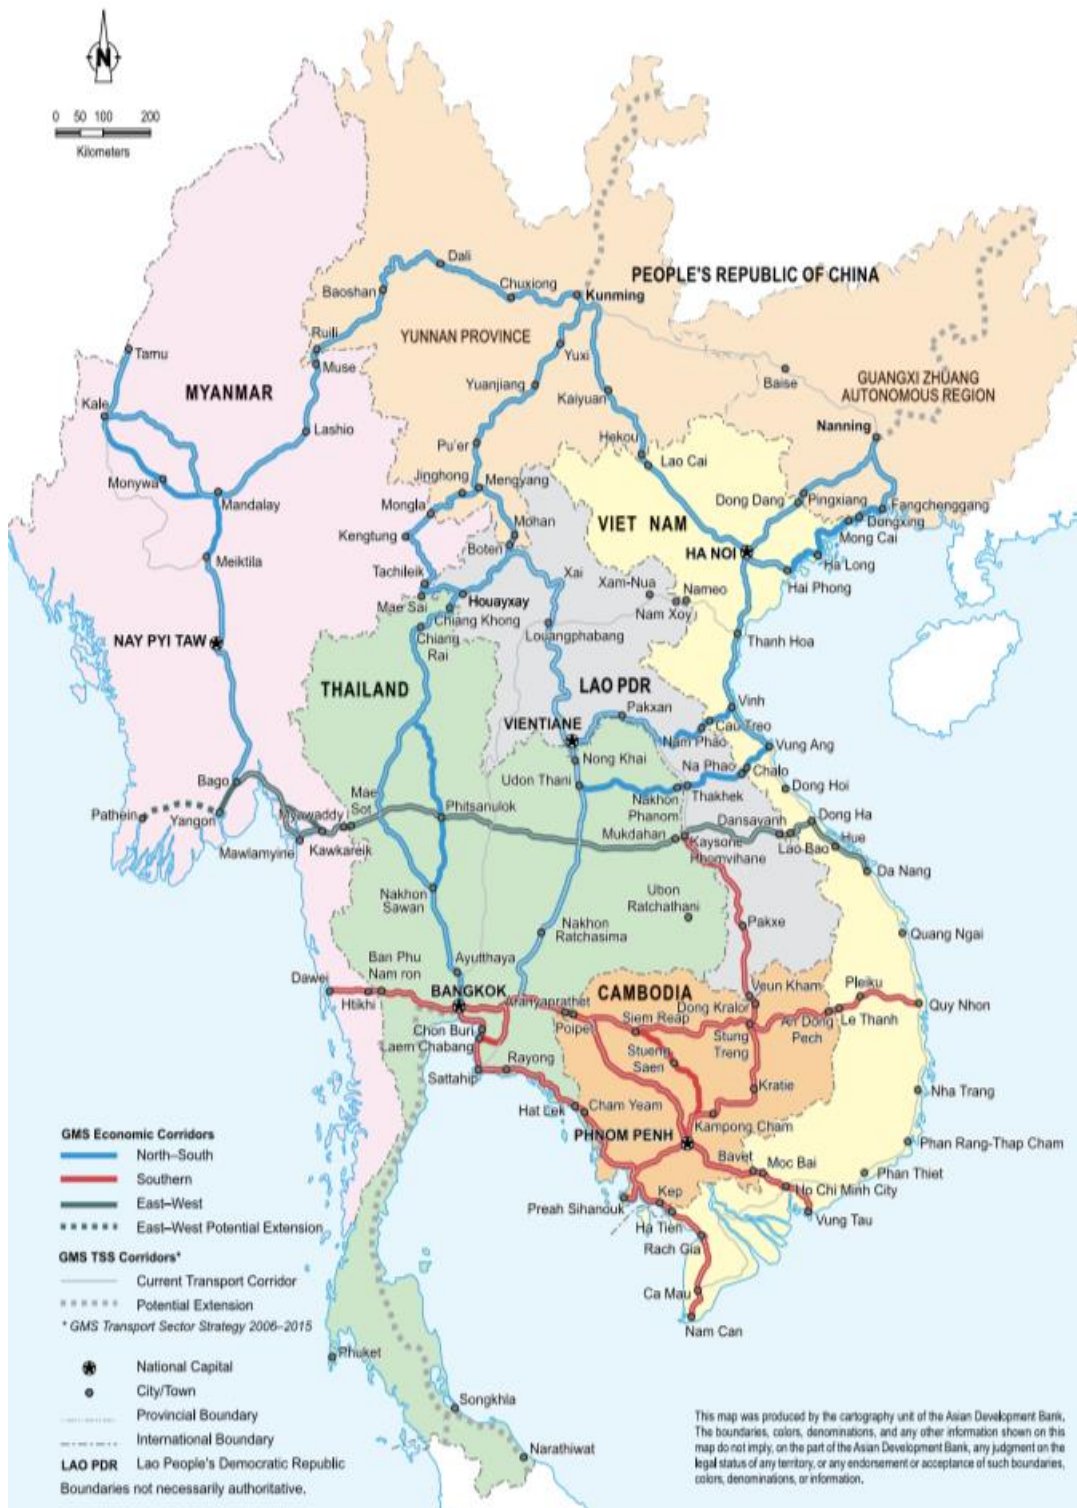 N
0 50 100 200
Kilometers
Dali
PEOPLE'S REPUBLIC OF CHINA
Baoshan
Chuxiong
Kunming
Ruili
YUNNAN PROVINCE
Tamu
Muse
Yuxi
Baise
GUANGXI ZHUANG
AUTONOMOUS REGION
MYANMAR
Yuanjiang
Kaiyuan
Kale
Nanning
Lashio
Pu'er
Hekou
Lao Cai
Jinghong
Mengyang
Monywa
Mandalay
Dong Dang
Pingxiang
Mongla
Fangchenggang
Mohan
VIET NAM
Dongxing
Kengtung
Mong Cai
Boten
HA NOI
Meiktila
Ha Long
Tachileik
Xai
Xam-Nua
Nameo
Hai Phong
Mae Sai
Houayxay
Chiang Khong
Nam Xoy
NAY PYI TAW
Chiang
Rai
Louangphabang
Thanh Hoa
THAILAND
LAO PDR
Pakxan
Vinh
VIENTIANE
Cau Treo
Nam Phao
Vung Ang
Nong Khai
Na Phao
Chalo
Bago
Udon Thani
Dong Hoi
Pathein
Yangon
Mae
Sot
Nakhon
Phanom
Thakhek
Myawaddy
Phitsanulok
Dansavanh
Dong Ha
Mukdahan
Kaysone
Phomvihane
Hue
Mawlamyine
Kawkareik
Lao Bao
Da Nang
Nakhon
Sawan
Ubon
Ratchathani
Nakhon
Ratchasima
Pakxe
Quang Ngai
Ban Phu
Nam ron
Ayutthaya
Dawei
Htikhi
BANGKOK
Aranyaprathet
CAMBODIA
Veun Kham
Pleiku
Dong Kralor
Quy Nhon
Chon Buri
Poipet
Siem Reap
Le Thanh
Laem Chabang
An Dong
Pech
Stueng
Saen
Stung
Treng
Sattahip
Rayong
Kratie
Nha Trang
Hat Lek
Cham Yeam
Kampong Cham
PHNOM PENH
Phan Rang-Thap Cham
Bavet
Moc Bai
Phan Thiet
Kep
Ho Chi Minh City
Preah Sihanouk
Ha Tien
Vung Tau
Rach Gia
Ca Mau
Nam Can
Phuket
Songkhla
Narathiwat
GMS Economic Corridors
North–South
Southern
East–West
East–West Potential Extension
GMS TSS Corridors*
Current Transport Corridor
Potential Extension
* GMS Transport Sector Strategy 2006–2015
National Capital
City/Town
Provincial Boundary
International Boundary
LAO PDR Lao People's Democratic Republic
Boundaries not necessarily authoritative.
This map was produced by the cartography unit of the Asian Development Bank.
The boundaries, colors, denominations, and any other information shown on this
map do not imply, on the part of the Asian Development Bank, any judgment on the
legal status of any territory, or any endorsement or acceptance of such boundaries,
colors, denominations, or information.